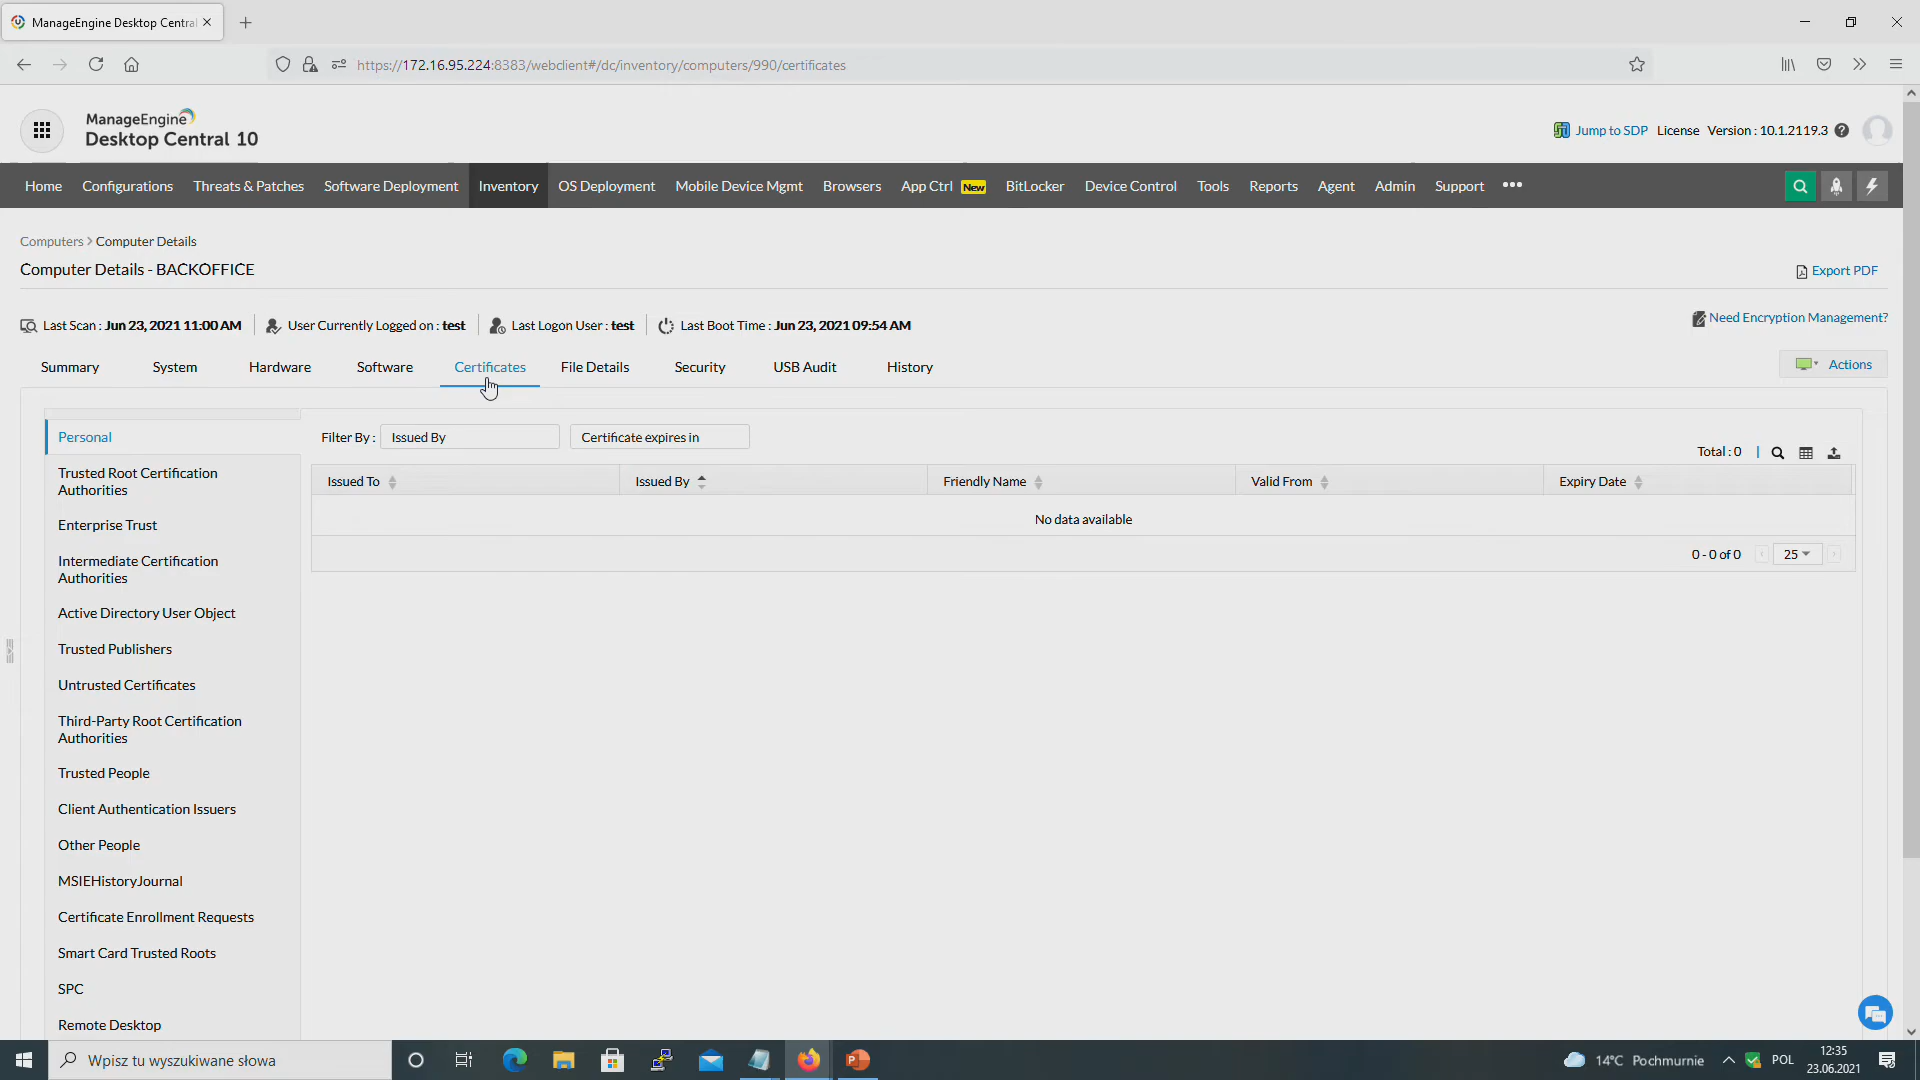 ManageEngine Desktop Central
https://172.16.95.224:8383/webclient#/dc/inventory/computers/990/certificates
ManageEngine
Desktop Central 10
Jump to SDP License Version : 10.1.2119.3
Home Configurations Threats & Patches Software Deployment Inventory OS Deployment Mobile Device Mgmt Browsers App Ctrl New BitLocker Device Control Tools Reports Agent Admin Support
Computers > Computer Details
Computer Details - BACKOFFICE
Export PDF
Need Encryption Management?
Last Scan : Jun 23, 2021 11:00 AM User Currently Logged on : test Last Logon User : test Last Boot Time : Jun 23, 2021 09:54 AM
Summary System Hardware Software Certificates File Details Security USB Audit History
Actions
Personal
Trusted Root Certification
Authorities
Enterprise Trust
Intermediate Certification
Authorities
Active Directory User Object
Trusted Publishers
Untrusted Certificates
Third-Party Root Certification
Authorities
Trusted People
Client Authentication Issuers
Other People
MSIEHistoryJournal
Certificate Enrollment Requests
Smart Card Trusted Roots
SPC
Remote Desktop
Filter By : Issued By Certificate expires in
Total : 0
Issued To Issued By Friendly Name Valid From Expiry Date
No data available
0 - 0 of 0 25
Wpisz tu wyszukiwane słowa
14°C Pochmurnie
POL
12:35
23.06.2021